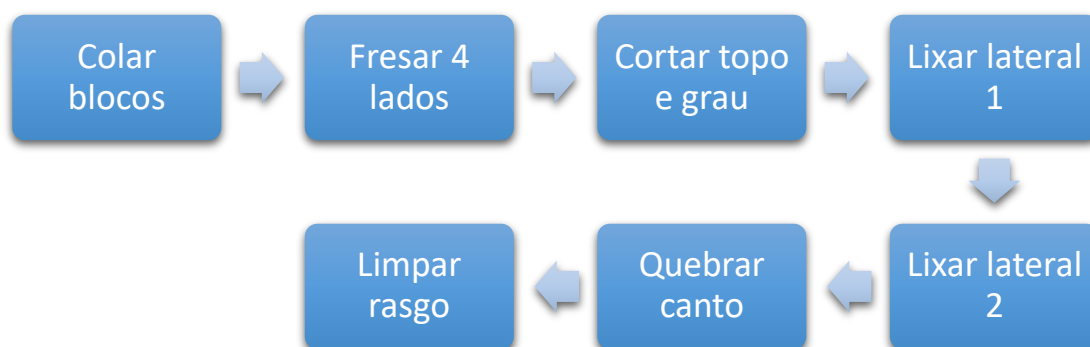 Colar
blocos
Fresar 4
lados
Cortar topo
e grau
Lixar lateral
1
Lixar lateral
2
Quebrar
canto
Limpar
rasgo